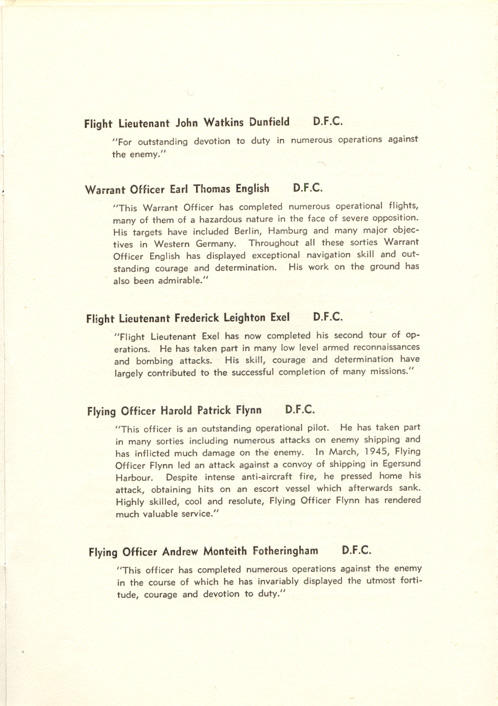 Flight Lieutenant John Watkins Dunfield D.F.C.
"For outstanding devotion to duty in numerous operations against
the enemy."
Warrant Officer Earl Thomas English D.F.C.
"This Warrant Officer has completed numerous operational flights,
many of them of a hazardous nature in the face of severe opposition.
His targets have included Berlin, Hamburg and many major objec-
tives in Western Germany. Throughout all these sorties Warrant
Officer English has displayed exceptional navigation skill and out-
standing courage and determination. His work on the ground has
also been admirable."
Flight Lieutenant Frederick Leighton Exel D.F.C.
"Flight Lieutenant Exel has now completed his second tour of op-
erations. He has taken part in many low level armed reconnaissances
and bombing attacks. His skill, courage and determination have
largely contributed to the successful completion of many missions."
Flying Officer Harold Patrick Flynn D.F.C.
"This officer is an outstanding operational pilot. He has taken part
in many sorties including numerous attacks on enemy shipping and
has inflicted much damage on the enemy. In March, 1945, Flying
Officer Flynn led an attack against a convoy of shipping in Egersund
Harbour. Despite intense anti-aircraft fire, he pressed home his
attack, obtaining hits on an escort vessel which afterwards sank.
Highly skilled, cool and resolute, Flying Officer Flynn has rendered
much valuable service."
Flying Officer Andrew Monteith Fotheringham D.F.C.
"This officer has completed numerous operations against the enemy
in the course of which he has invariably displayed the utmost forti-
tude, courage and devotion to duty."